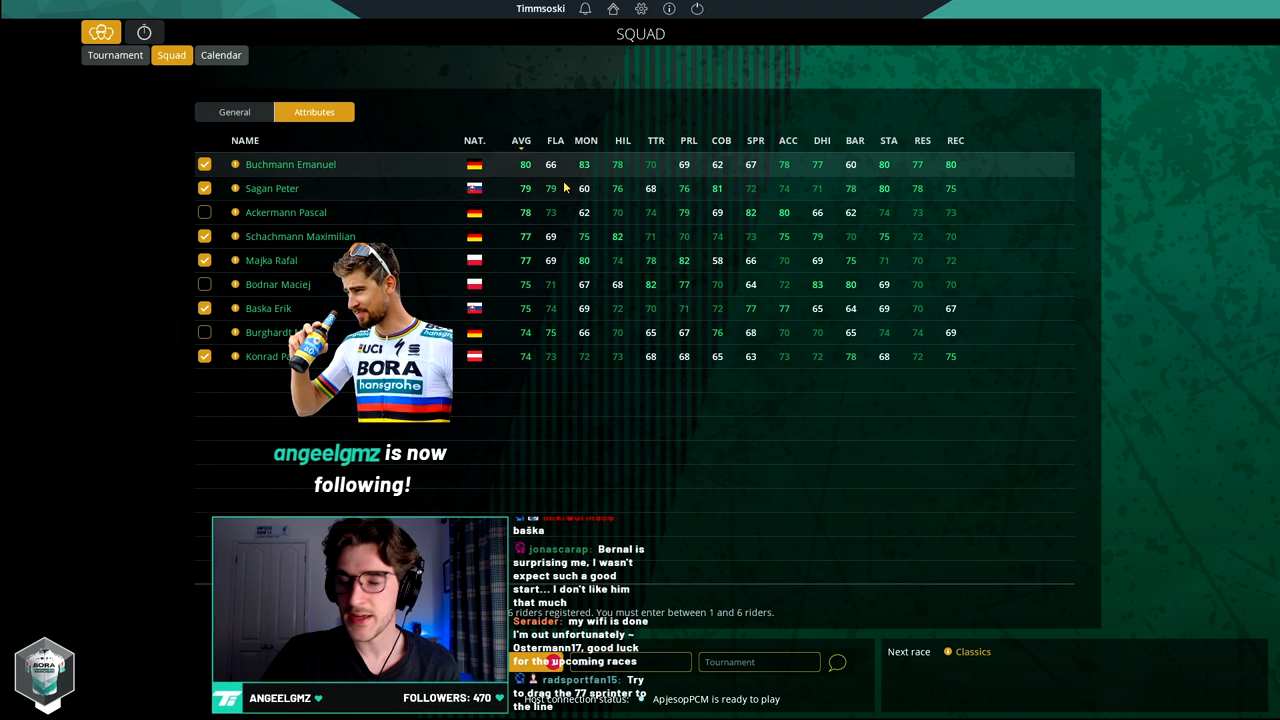 Timmsoski
SQUAD
Tournament Squad Calendar
General Attributes
NAME NAT. AVG FLA MON HIL TTR PRL COB SPR ACC DHI BAR STA RES REC
Buchmann Emanuel 80 66 83 78 70 69 62 67 78 77 60 80 77 80
Sagan Peter 79 79 60 76 68 76 81 72 74 71 78 80 78 75
Ackermann Pascal 78 73 62 70 74 79 69 82 80 66 62 74 73 73
Schachmann Maximilian 77 69 75 82 71 70 74 73 75 79 70 75 72 70
Majka Rafal 77 69 80 74 78 82 58 66 70 69 75 71 70 72
Bodnar Maciej 75 71 67 68 82 77 70 64 72 83 80 69 70 70
Baska Erik 75 74 69 72 70 71 72 77 77 65 64 69 70 67
Burghardt 74 75 66 70 65 67 76 68 70 70 65 74 74 69
Konrad Pa 74 73 72 73 68 68 65 63 73 72 78 68 72 75
UCI
BORA
hansgrohe
angeelgmz is now
following!
baška
jonascarap: Bernal is
surprising me, I wasn't
expect such a good
start... I don't like him
that much
6 riders registered. You must enter between 1 and 6 riders.
Seraider: my wifi is done
I'm out unfortunately ~
Ostermann17, good luck
for the upcoming races
radsportfan15: Try
to drag the 77 sprinter to
the line
Tournament
Next race Classics
Host connection status: ApjesopPCM is ready to play
ANGEELGMZ FOLLOWERS: 470
BORA